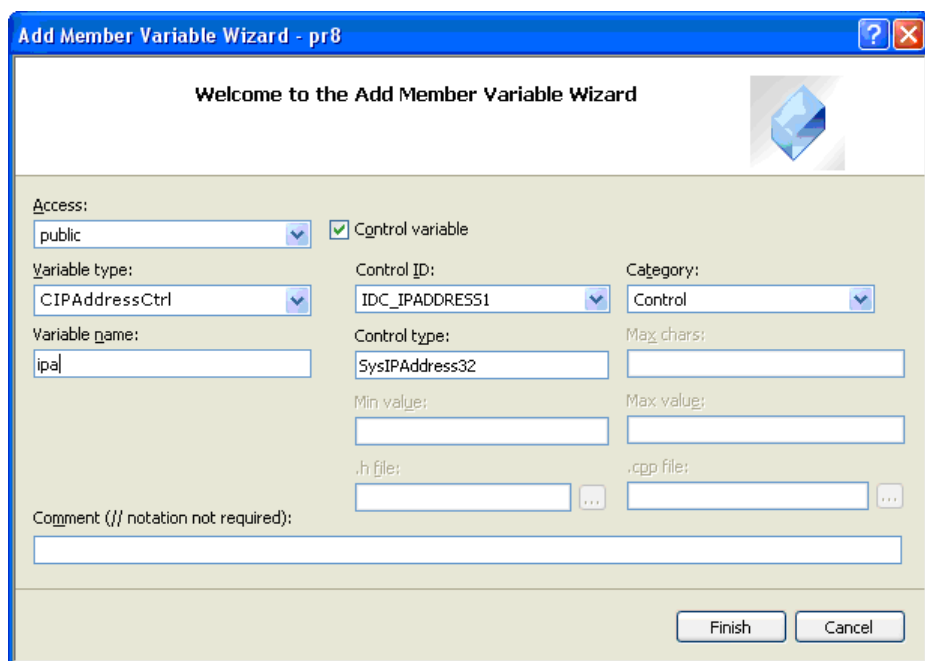 Add Member Variable Wizard - pr8
Welcome to the Add Member Variable Wizard
Access:
public
Control variable
Variable type:
CIPAddressCtrl
Control ID:
IDC_IPADDRESS1
Category:
Control
Variable name:
ipa
Control type:
SysIPAddress32
Max chars:
Min value:
Max value:
.h file:
...
.cpp file:
...
Comment (// notation not required):
Finish
Cancel